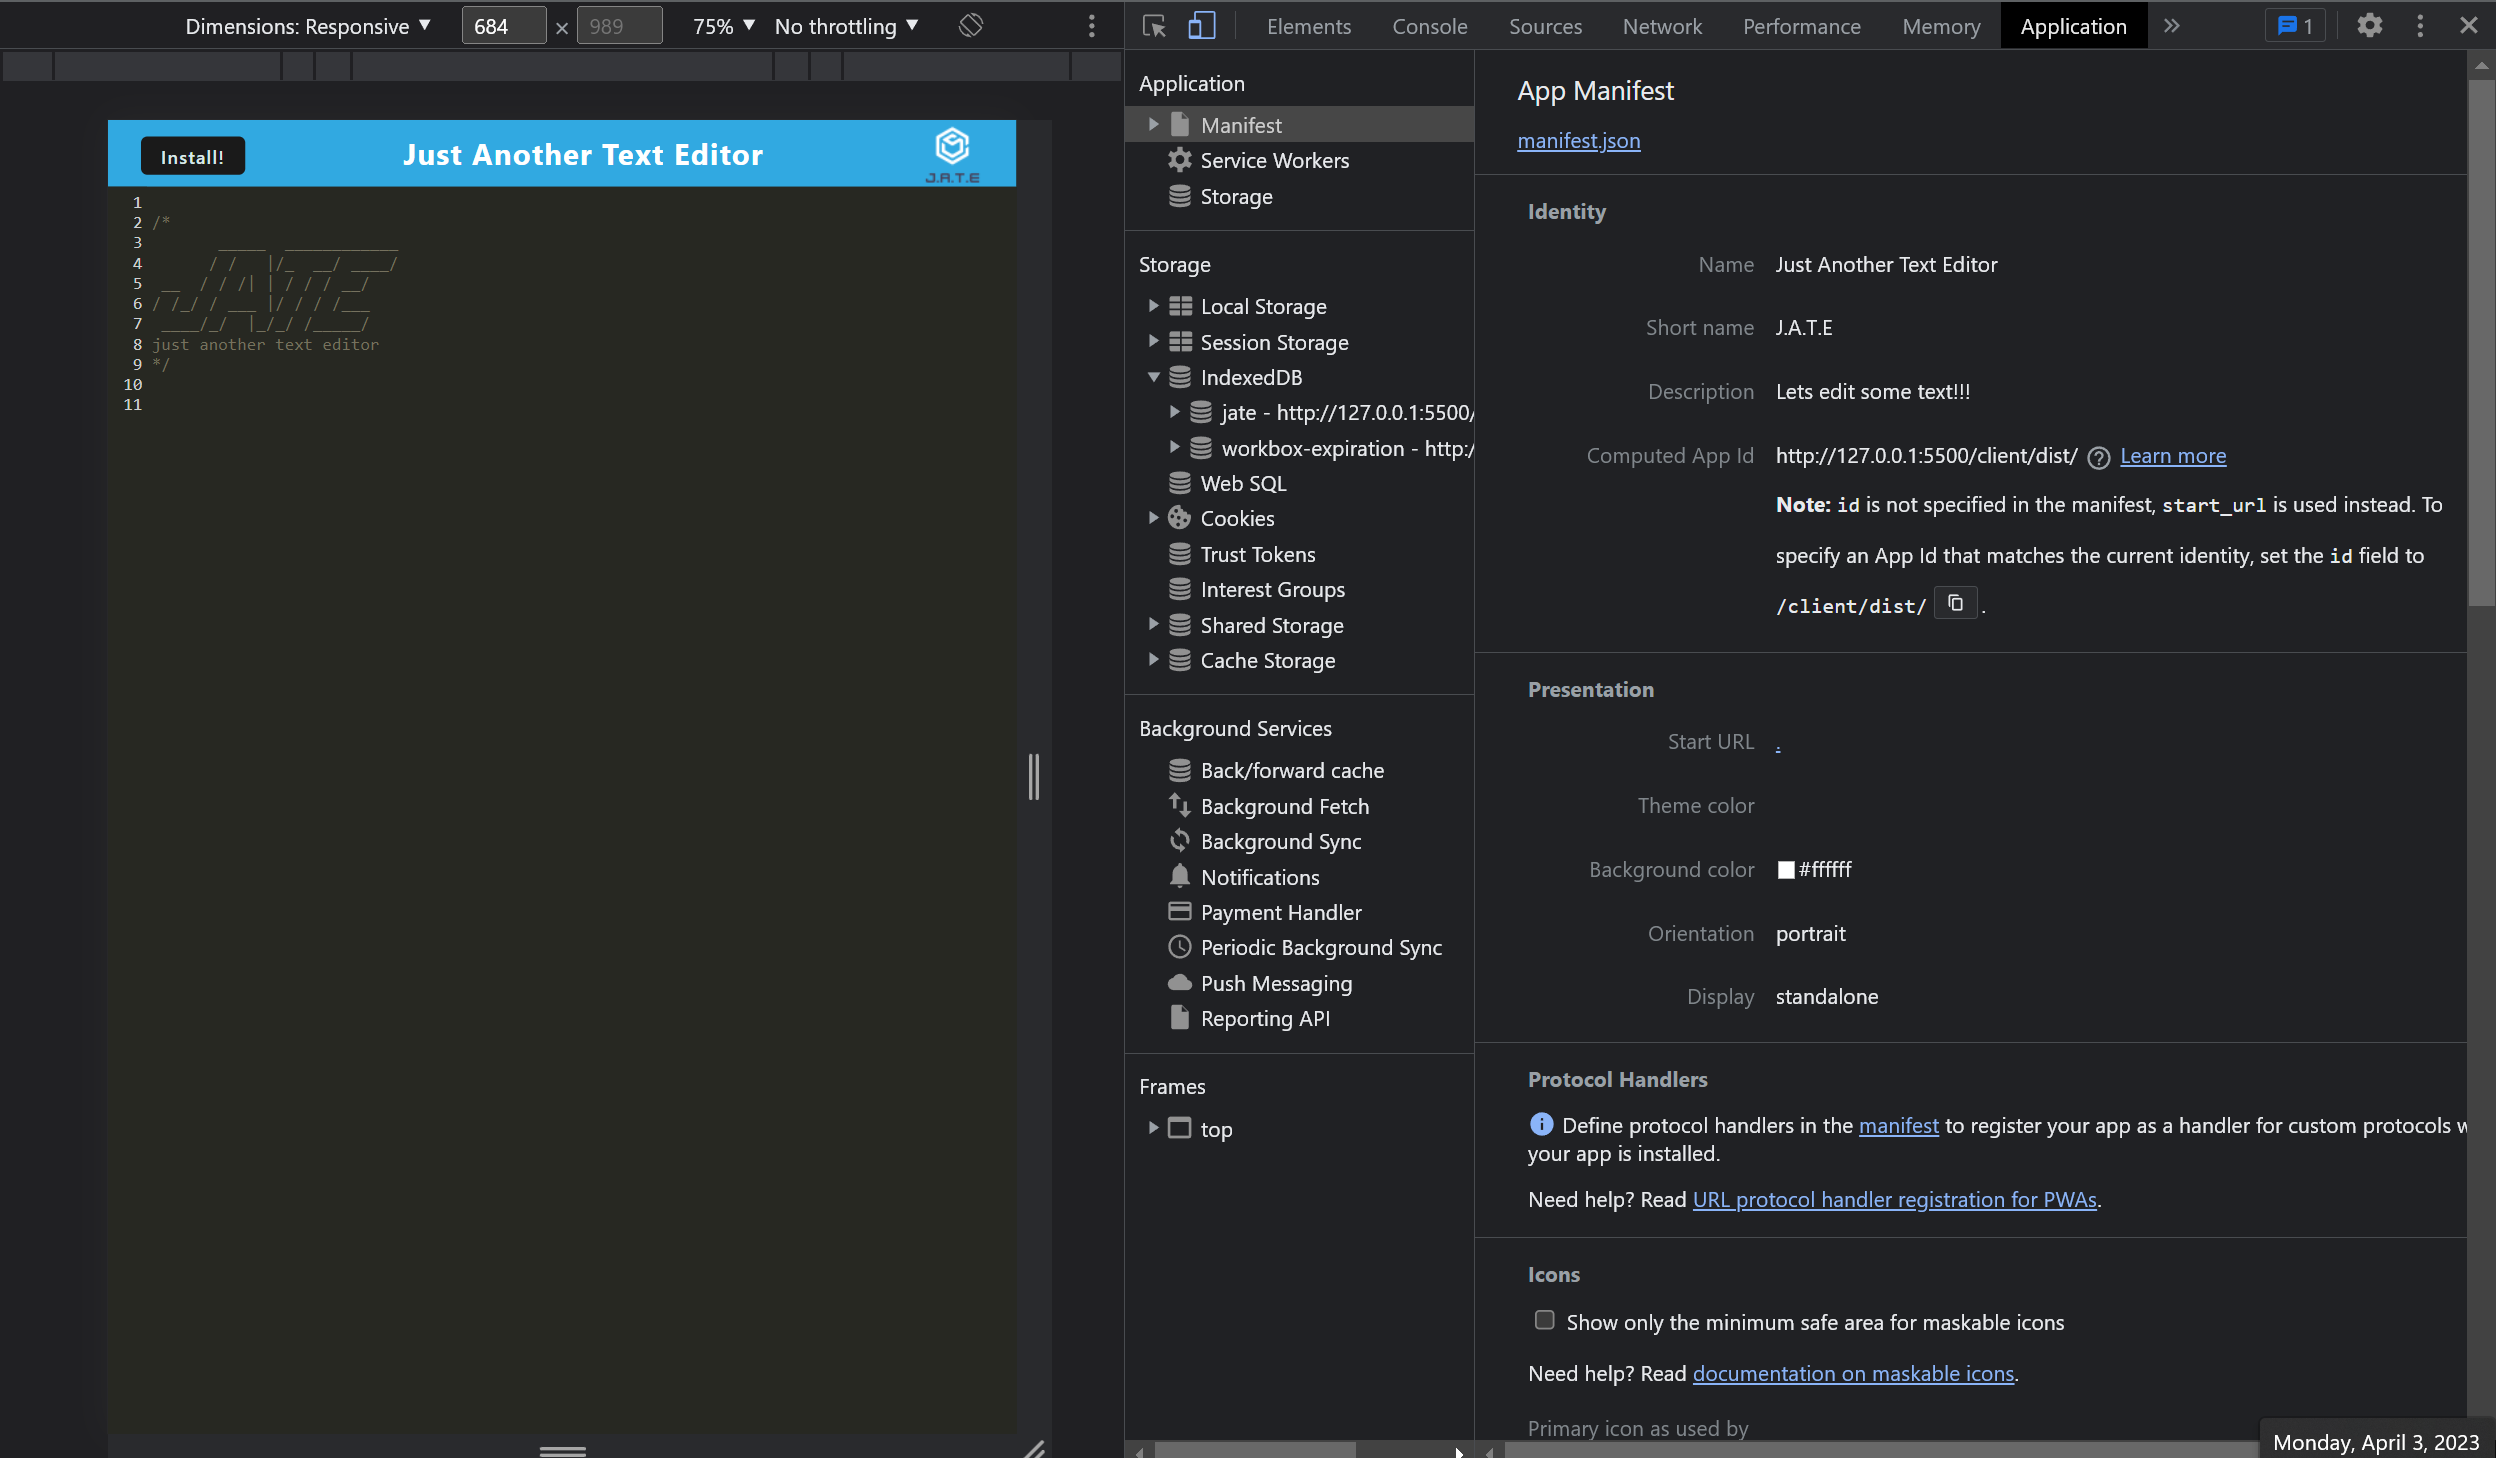 Dimensions: Responsive ▼ 684 × 989 75% ▼ No throttling ▼
Install! Just Another Text Editor J.A.T.E
1
2 /*
3        _____  ____________
4       / /   |/_  __/ ____/
5  __  / / /| | / / / __/
6 / /_/ / ___ |/ / / /___
7  ____/_/  |_/_/ /_____/
8 just another text editor
9 */
10
11
Elements Console Sources Network Performance Memory Application » 1
Application
Manifest
Service Workers
Storage
Storage
Local Storage
Session Storage
IndexedDB
jate - http://127.0.0.1:5500/
workbox-expiration - http:/
Web SQL
Cookies
Trust Tokens
Interest Groups
Shared Storage
Cache Storage
Background Services
Back/forward cache
Background Fetch
Background Sync
Notifications
Payment Handler
Periodic Background Sync
Push Messaging
Reporting API
Frames
top
App Manifest
manifest.json
Identity
Name Just Another Text Editor
Short name J.A.T.E
Description Lets edit some text!!!
Computed App Id http://127.0.0.1:5500/client/dist/ ? Learn more
Note: id is not specified in the manifest, start_url is used instead. To
specify an App Id that matches the current identity, set the id field to
/client/dist/ .
Presentation
Start URL .
Theme color
Background color #ffffff
Orientation portrait
Display standalone
Protocol Handlers
Define protocol handlers in the manifest to register your app as a handler for custom protocols
your app is installed.
Need help? Read URL protocol handler registration for PWAs.
Icons
Show only the minimum safe area for maskable icons
Need help? Read documentation on maskable icons.
Primary icon as used by
Monday, April 3, 2023